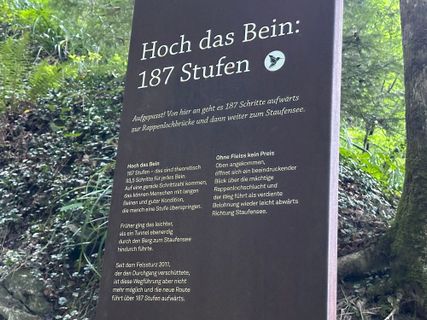 Hoch das Bein:
187 Stufen
Aufgepasst! Von hier an geht es 187 Schritte aufwärts
zur Rappenlochbrücke und dann weiter zum Staufensee.
Hoch das Bein
187 Stufen – das sind theoretisch
93,5 Schritte für jedes Bein.
Auf eine gerade Schrittzahl kommen,
das können Menschen mit langen
Beinen und guter Kondition,
die manch eine Stufe überspringen.
Früher ging das leichter,
als ein Tunnel ebenerdig
durch den Berg zum Staufensee
hindurch führte.
Seit dem Felssturz 2011,
der den Durchgang verschüttete,
ist diese Wegführung aber nicht
mehr möglich und die neue Route
führt über 187 Stufen aufwärts.
Ohne Fleiss kein Preis
Oben angekommen,
öffnet sich ein beeindruckender
Blick über die mächtige
Rappenlochschlucht und
der Weg führt als verdiente
Belohnung wieder leicht abwärts
Richtung Staufensee.